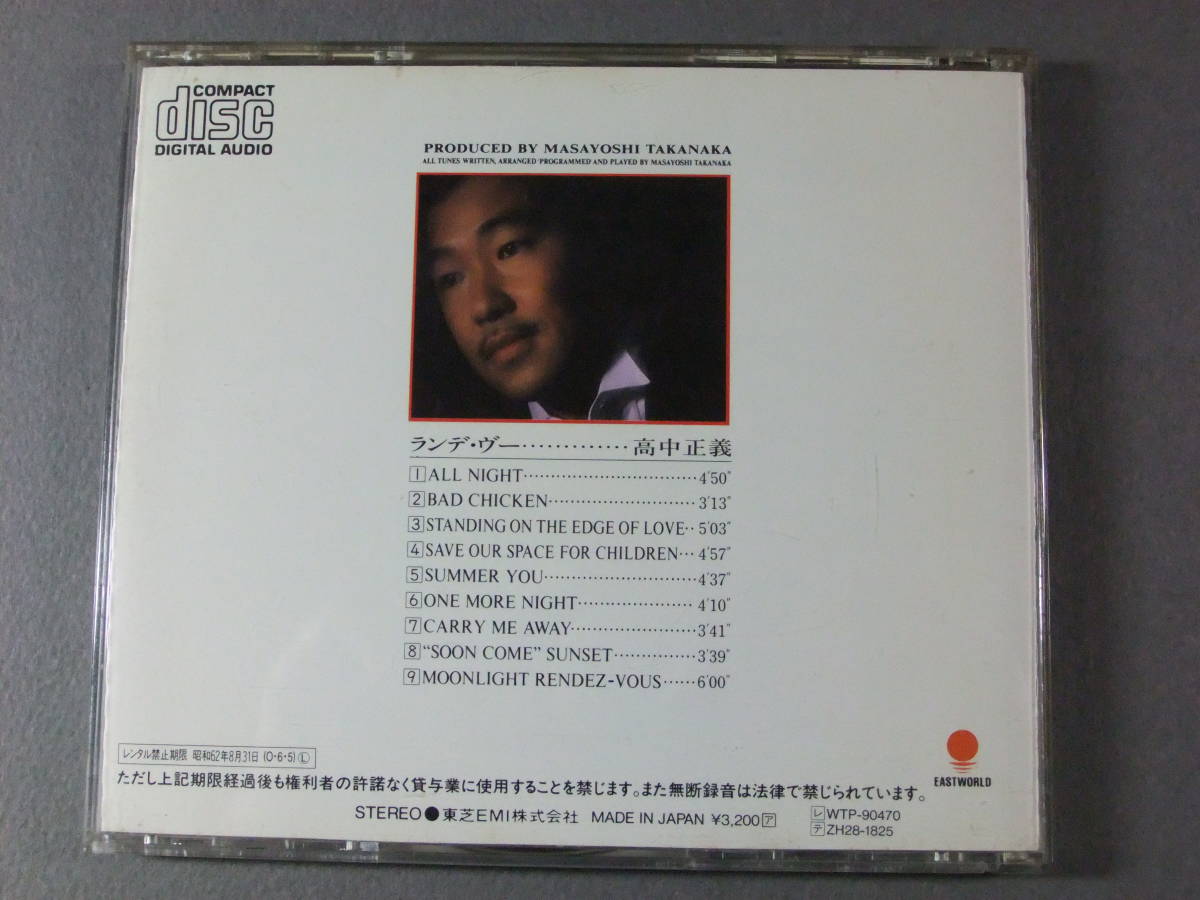 COMPACT
disc
DIGITAL AUDIO
PRODUCED BY MASAYOSHI TAKANAKA
ALL TUNES WRITTEN, ARRANGED PROGRAMMED AND PLAYED BY MASAYOSHI TAKANAKA
ランデ・ヴー············高中正義
1 ALL NIGHT································4'50"
2 BAD CHICKEN···························3'13"
3 STANDING ON THE EDGE OF LOVE·· 5'03"
4 SAVE OUR SPACE FOR CHILDREN··· 4'57"
5 SUMMER YOU····························4'37"
6 ONE MORE NIGHT····················· 4'10"
7 CARRY ME AWAY·······················3'41"
8 “SOON COME” SUNSET···············3'39"
9 MOONLIGHT RENDEZ-VOUS······6'00"
レンタル禁止期限 昭和62年8月31日 (O・6・5) Ⓛ
ただし上記期限経過後も権利者の許諾なく貸与業に使用することを禁じます。また無断録音は法律で禁じられています。
EASTWORLD
STEREO●東芝EMI株式会社 MADE IN JAPAN ¥3,200ア
レ WTP-90470
テ ZH28-1825